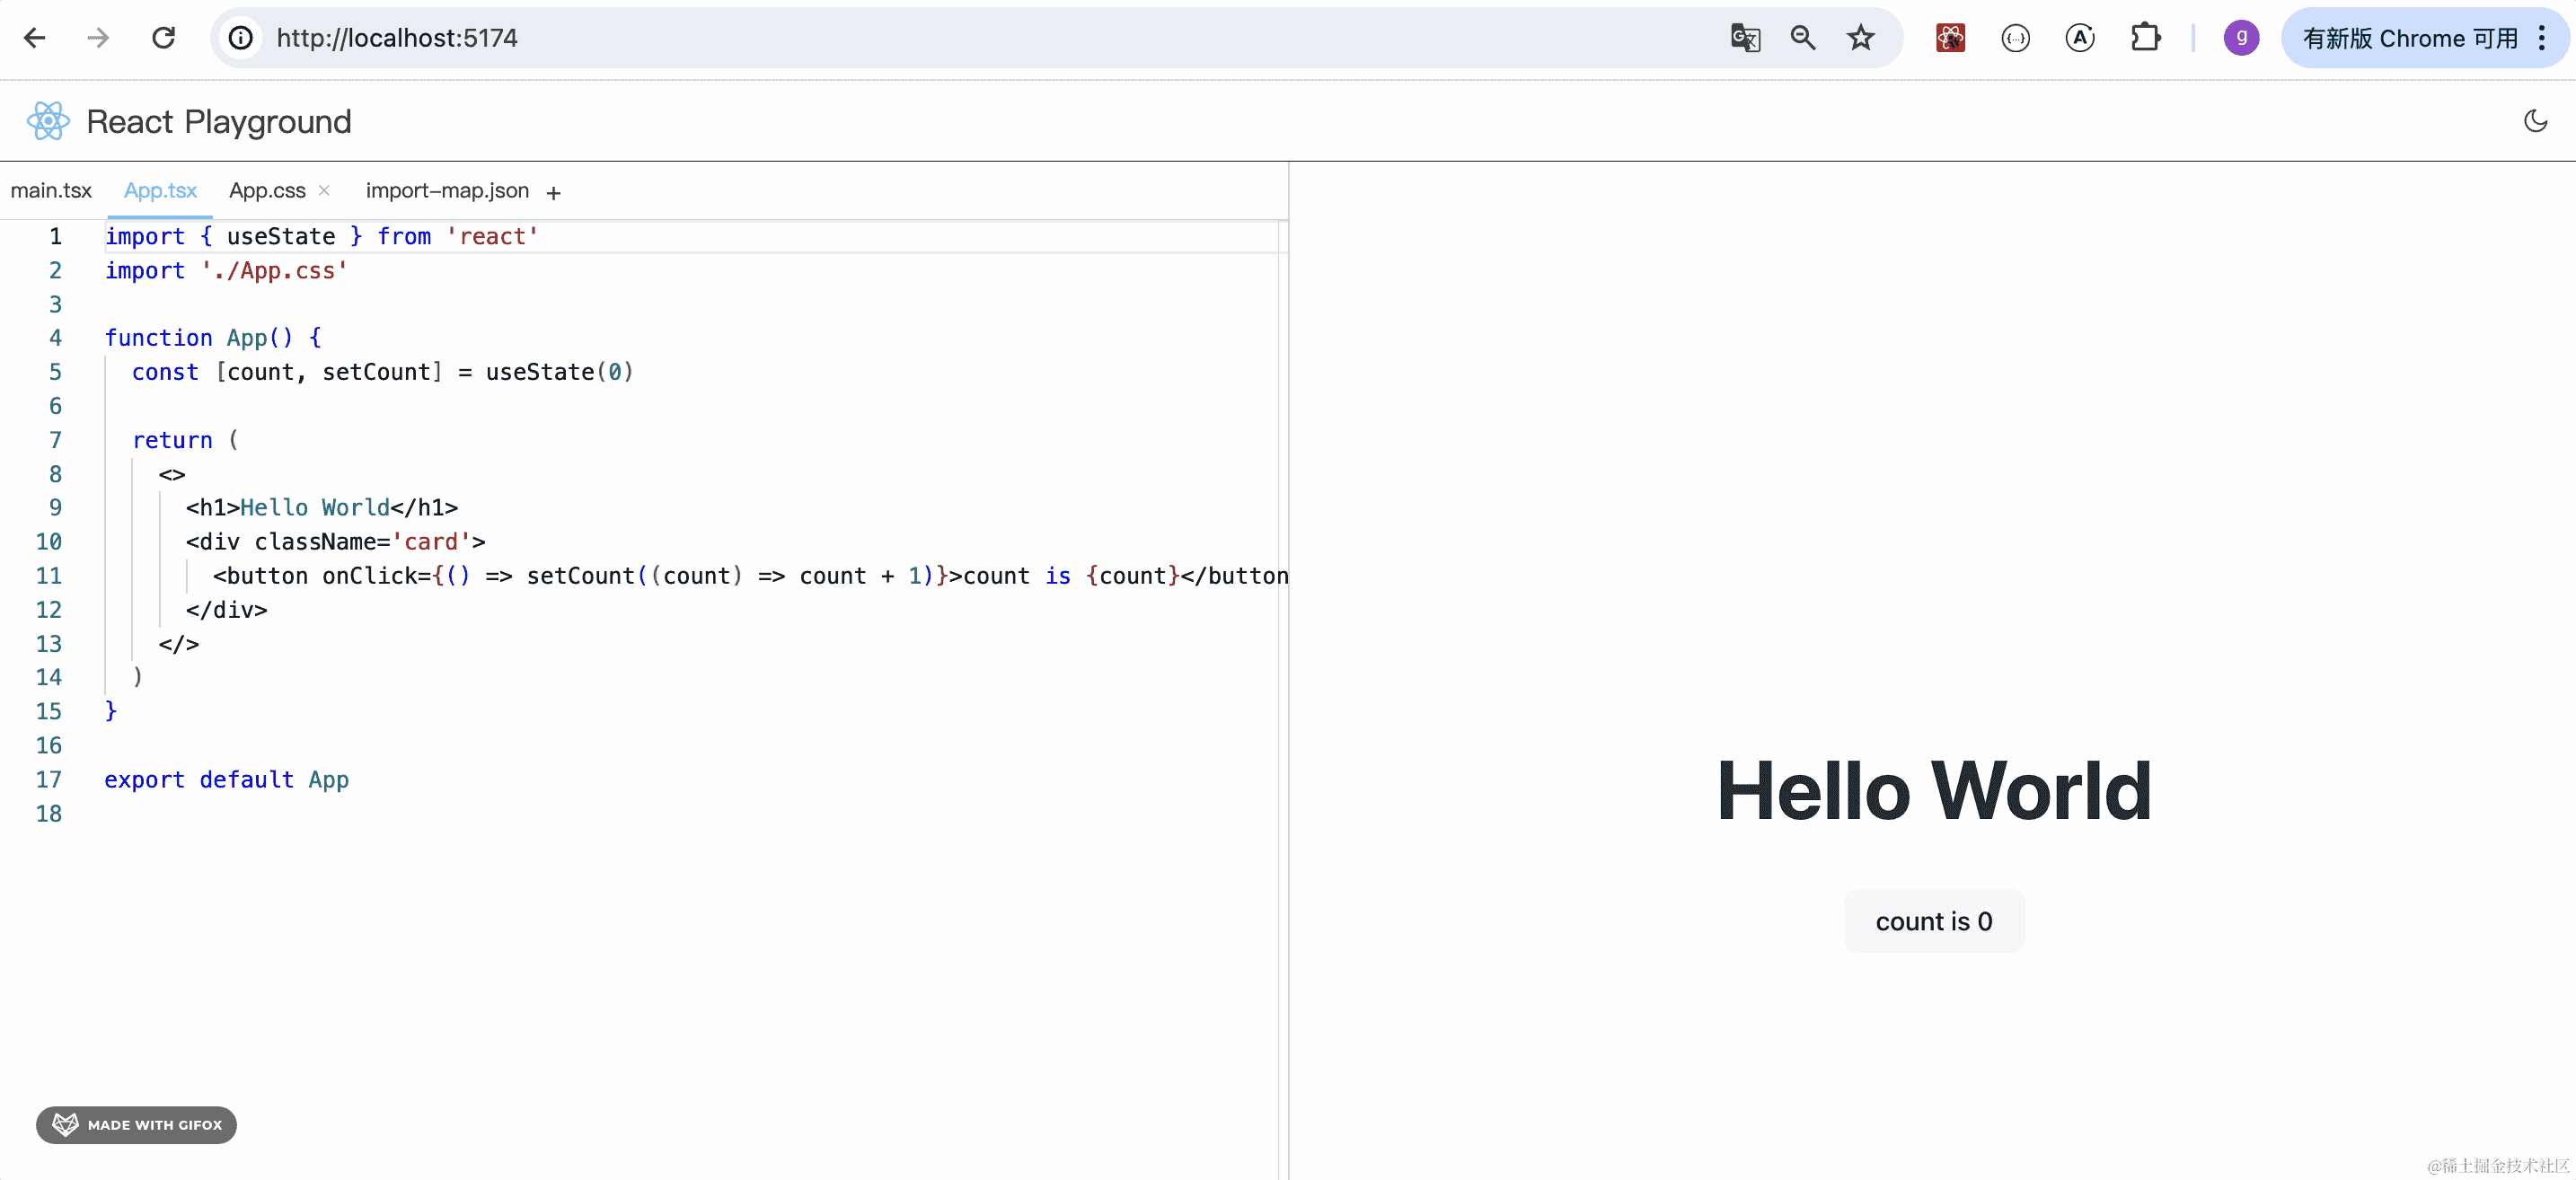 http://localhost:5174
g
有新版 Chrome 可用
React Playground
main.tsx App.tsx App.css × import-map.json +
1 import { useState } from 'react'
2 import './App.css'
3
4 function App() {
5 const [count, setCount] = useState(0)
6
7 return (
8 <>
9 <h1>Hello World</h1>
10 <div className='card'>
11 <button onClick={() => setCount((count) => count + 1)}>count is {count}</button
12 </div>
13 </>
14 )
15 }
16
17 export default App
18
Hello World
count is 0
MADE WITH GIFOX
@稀土掘金技术社区